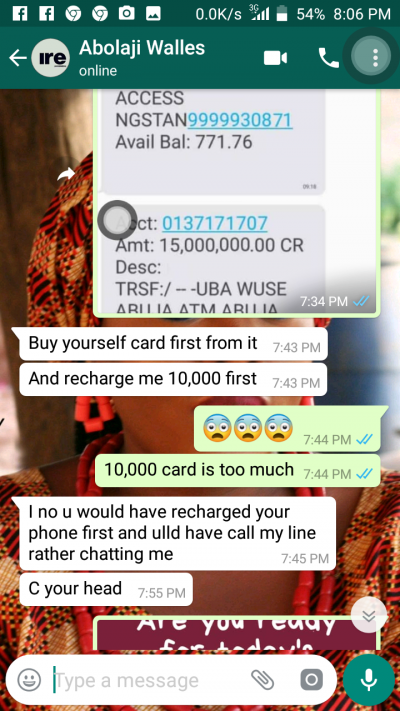 0.0K/s 3G 54% 8:06 PM
ire
Abolaji Walles
online
ACCESS
NGSTAN9999930871
Avail Bal: 771.76
09:18
Acct: 0137171707
Amt: 15,000,000.00 CR
Desc:
TRSF:/ -- -UBA WUSE
ABUJA ATM ABUJA
7:34 PM
Buy yourself card first from it 7:43 PM
And recharge me 10,000 first 7:43 PM
7:44 PM
10,000 card is too much 7:44 PM
I no u would have recharged your
phone first and ulld have call my line
rather chatting me
7:45 PM
C your head 7:55 PM
Are you ready
for today's
Type a message